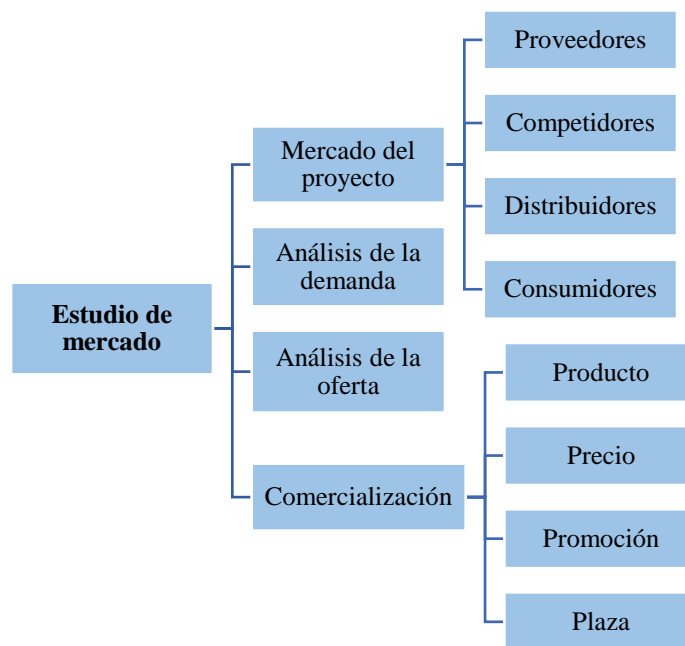 Estudio de
mercado
Mercado del
proyecto
Proveedores
Competidores
Distribuidores
Consumidores
Análisis de la
demanda
Análisis de la
oferta
Comercialización
Producto
Precio
Promoción
Plaza